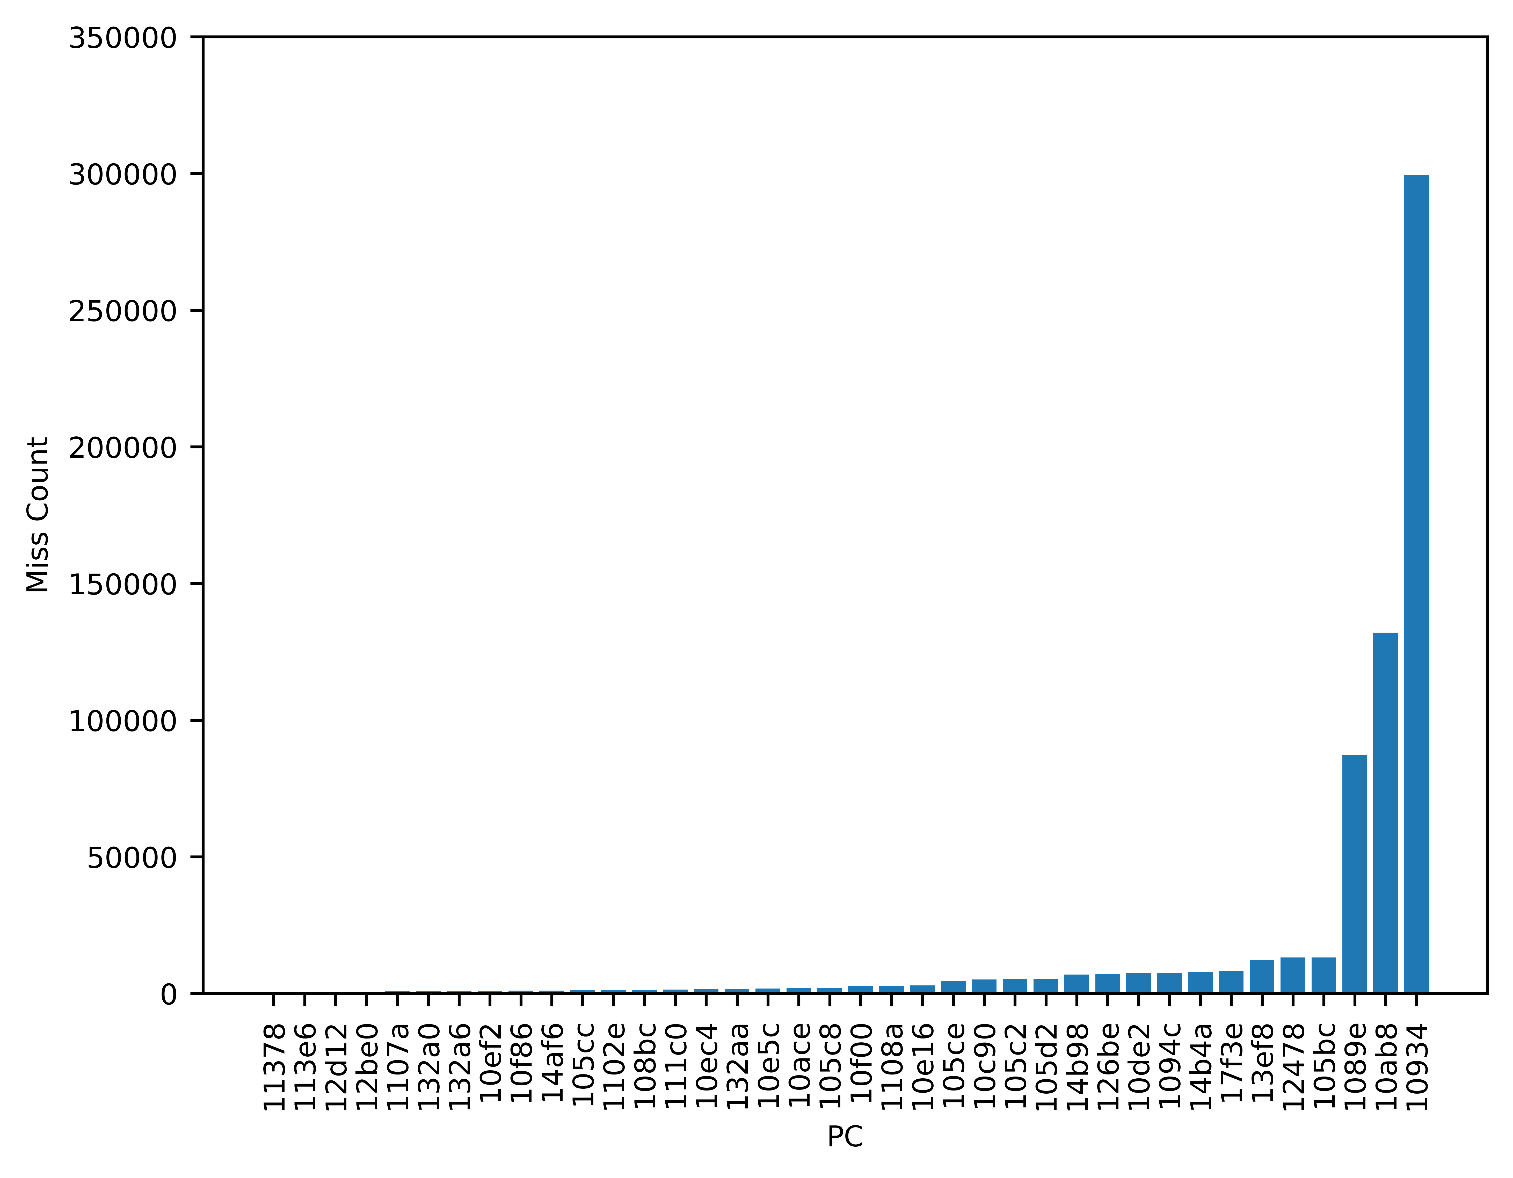 350000
300000
250000
200000
150000
100000
50000
0
Miss Count
11378
113e6
12d12
12be0
1107a
132a0
132a6
10ef2
10f86
14af6
105cc
1102e
108bc
111c0
10ec4
132aa
10e5c
10ace
105c8
10f00
1108a
10e16
105ce
10c90
105c2
105d2
14b98
126be
10de2
1094c
14b4a
17f3e
13ef8
12478
105bc
1089e
10ab8
10934
PC